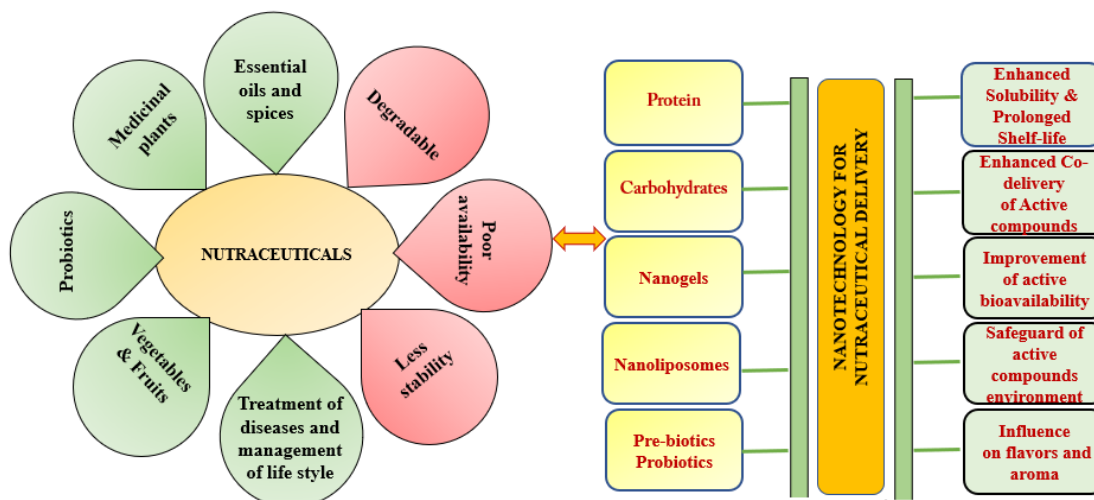 Essential
oils and
spices
Degradable
Poor
availability
Less
stability
Treatment of
diseases and
management
of life style
Vegetables
& Fruits
Probiotics
Medicinal
plants
NUTRACEUTICALS
Protein
Carbohydrates
Nanogels
Nanoliposomes
Pre-biotics
Probiotics
NANOTECHNOLOGY FOR
NUTRACEUTICAL DELIVERY
Enhanced
Solubility &
Prolonged
Shelf-life
Enhanced Co-
delivery
of Active
compounds
Improvement
of active
bioavailability
Safeguard of
active
compounds
environment
Influence
on flavors and
aroma